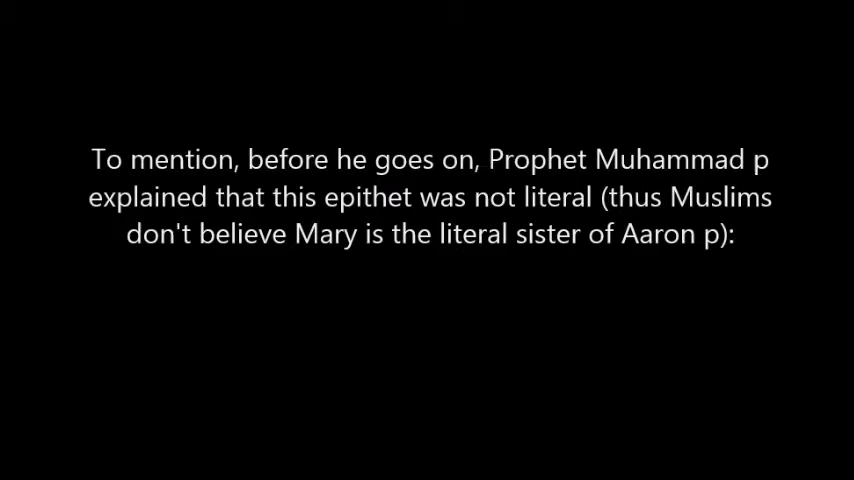 To mention, before he goes on, Prophet Muhammad p
explained that this epithet was not literal (thus Muslims
don't believe Mary is the literal sister of Aaron p):